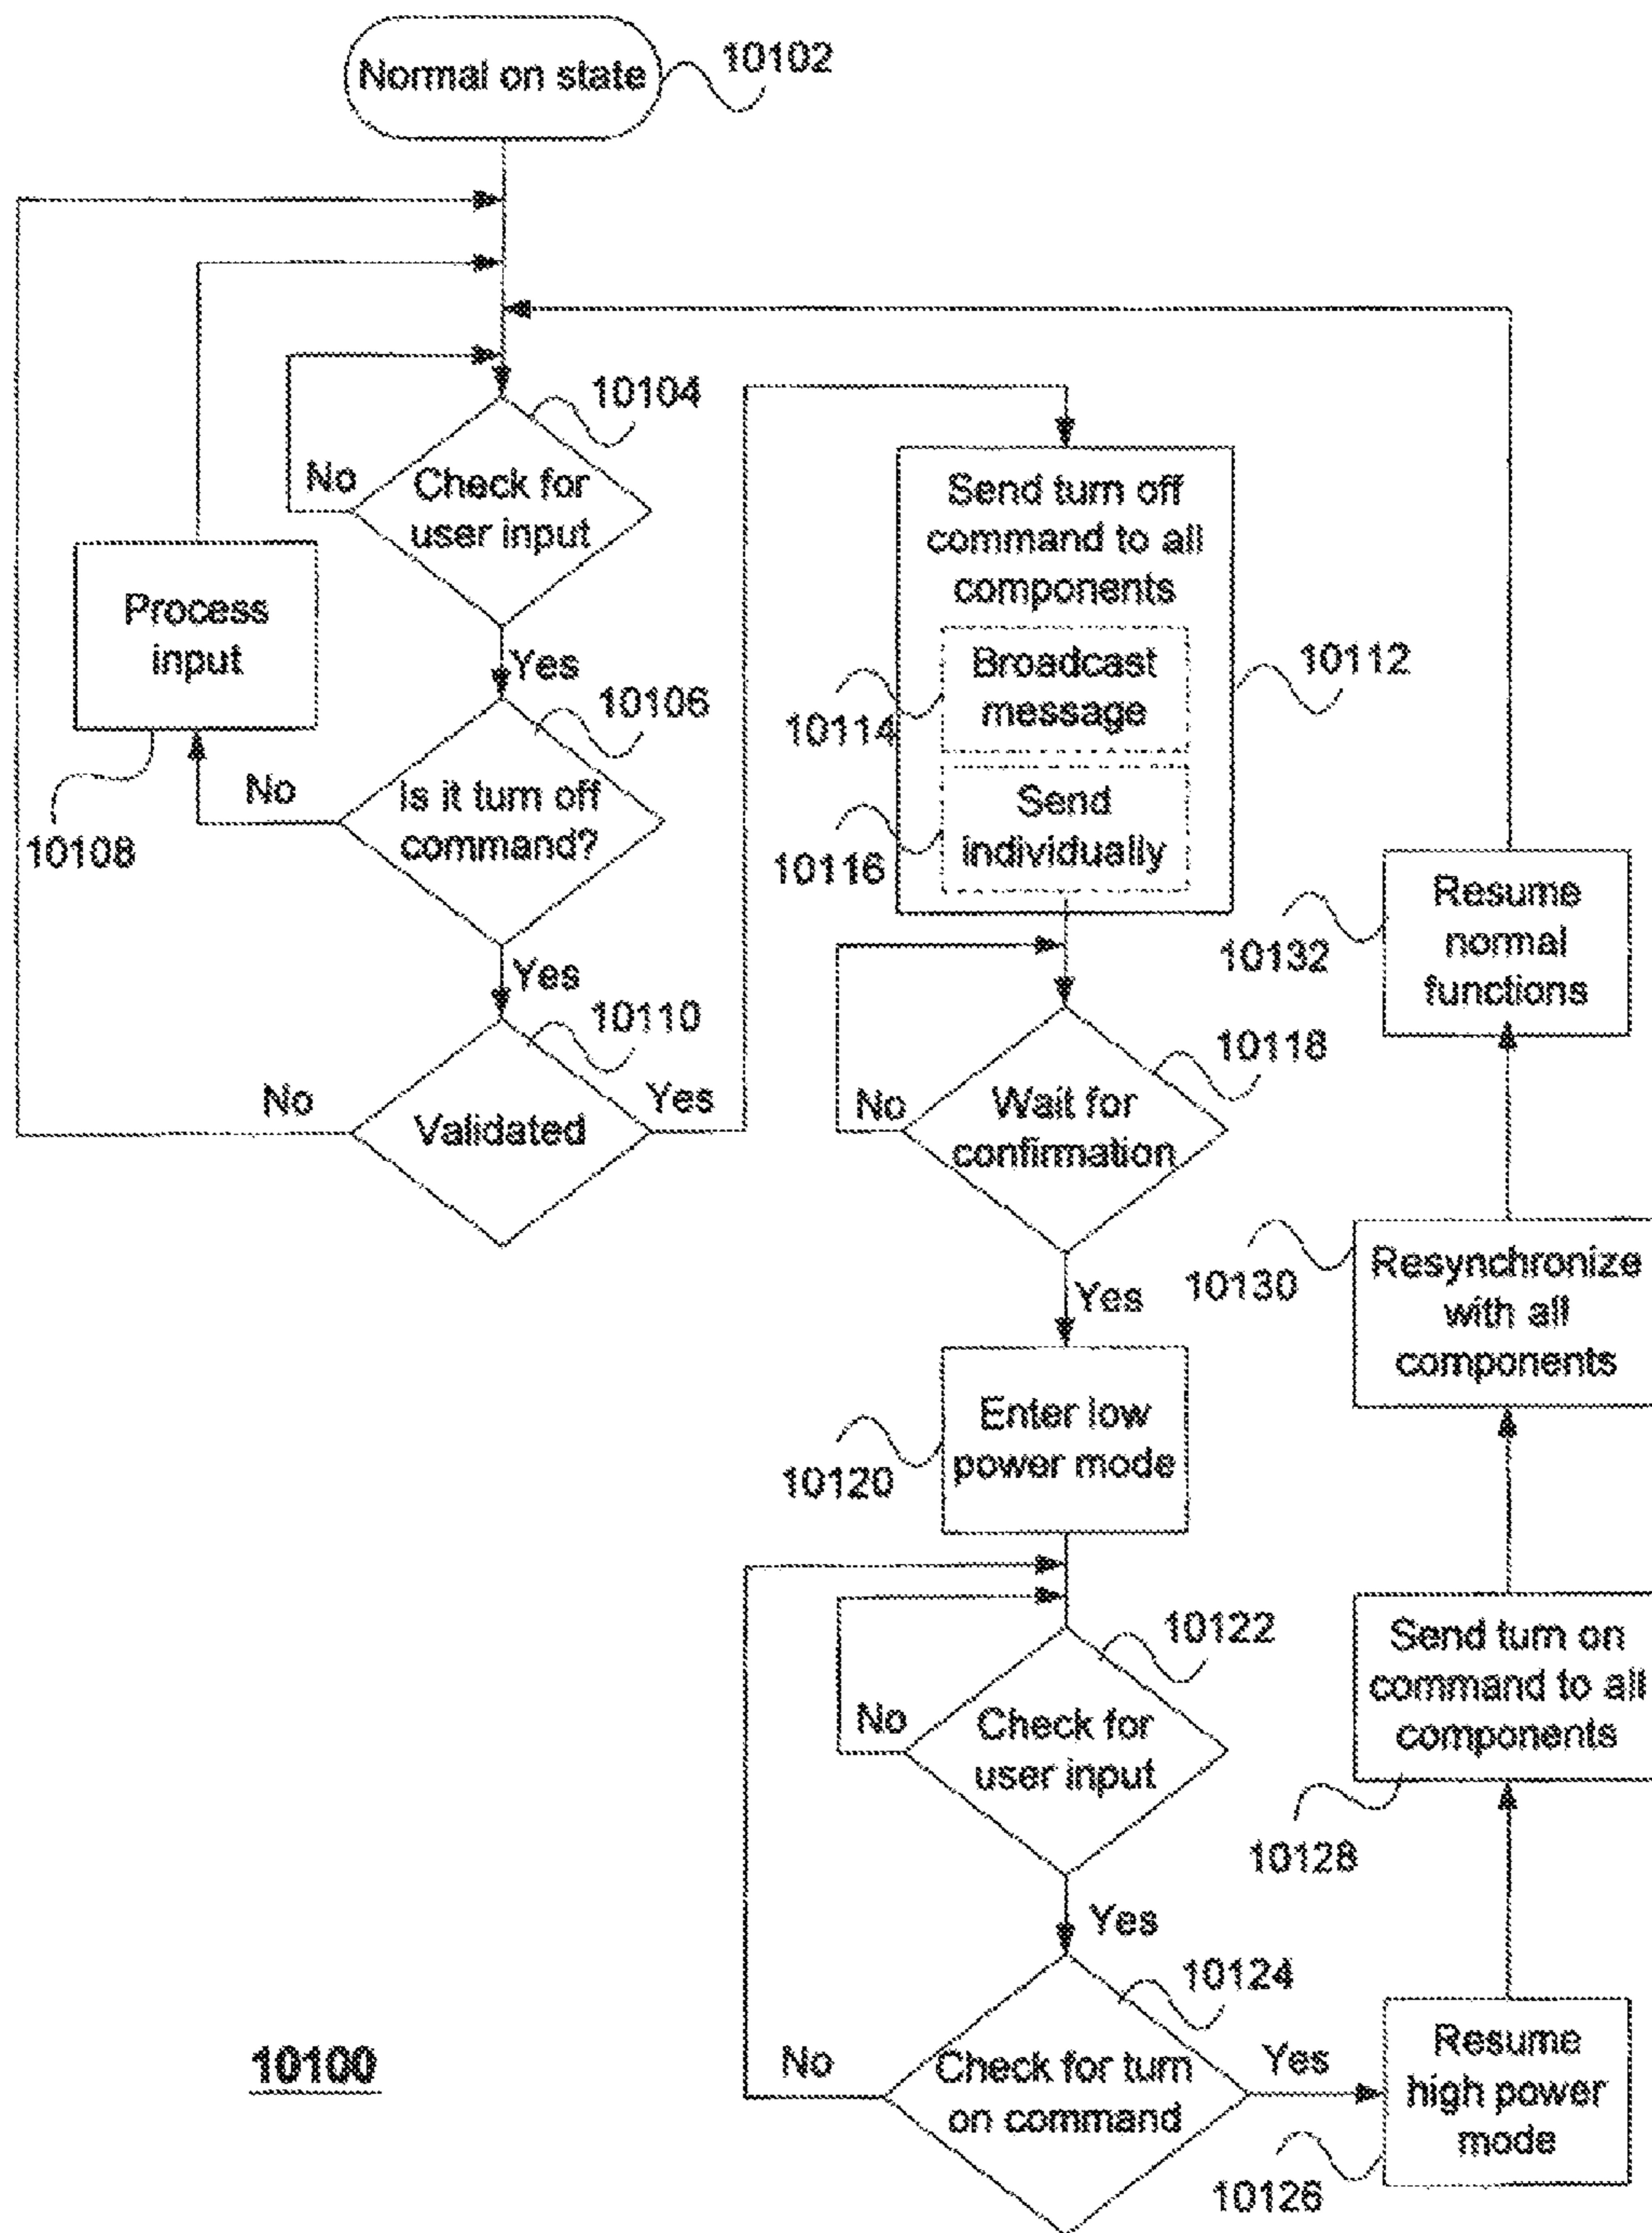 Normal on state
10102
10104
No
Check for
user input
Yes
Process
input
10108
10106
No
Is it turn off
command?
Yes
10110
No
Validated
Yes
Send turn off
command to all
components
Broadcast
message
10114
Send
individually
10116
10112
No
Wait for
confirmation
10118
Yes
Enter low
power mode
10120
10122
No
Check for
user input
Yes
10124
No
Check for turn
on command
Yes
Resume
high power
mode
10126
Send turn on
command to all
components
10128
Resynchronize
with all
components
10130
Resume
normal
functions
10132
10100